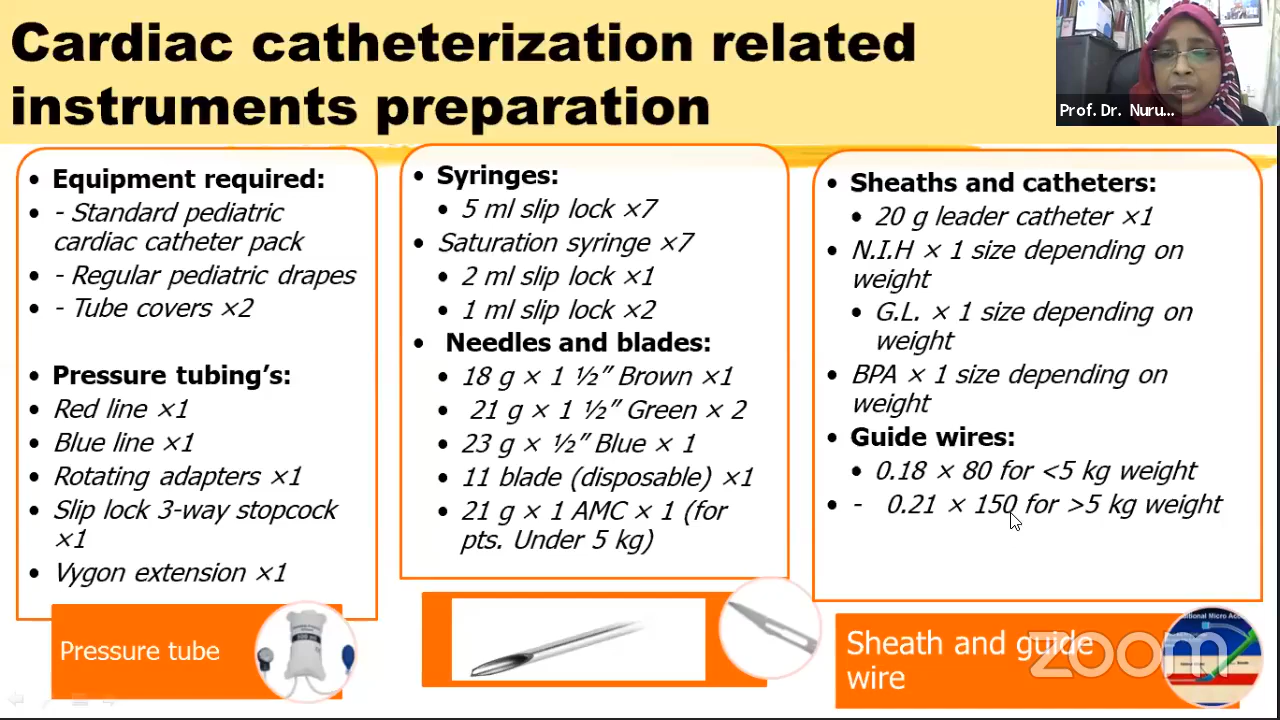 Cardiac catheterization related
instruments preparation
Prof. Dr. Nuru...
• Equipment required:
• - Standard pediatric
cardiac catheter pack
• - Regular pediatric drapes
• - Tube covers ×2
• Pressure tubing’s:
• Red line ×1
• Blue line ×1
• Rotating adapters ×1
• Slip lock 3-way stopcock
×1
• Vygon extension ×1
Pressure tube
• Syringes:
• 5 ml slip lock ×7
• Saturation syringe ×7
• 2 ml slip lock ×1
• 1 ml slip lock ×2
• Needles and blades:
• 18 g × 1 ½” Brown ×1
• 21 g × 1 ½” Green × 2
• 23 g × ½” Blue × 1
• 11 blade (disposable) ×1
• 21 g × 1 AMC × 1 (for
pts. Under 5 kg)
• Sheaths and catheters:
• 20 g leader catheter ×1
• N.I.H × 1 size depending on
weight
• G.L. × 1 size depending on
weight
• BPA × 1 size depending on
weight
• Guide wires:
• 0.18 × 80 for <5 kg weight
• - 0.21 × 150 for >5 kg weight
Sheath and guide
wire
zoom